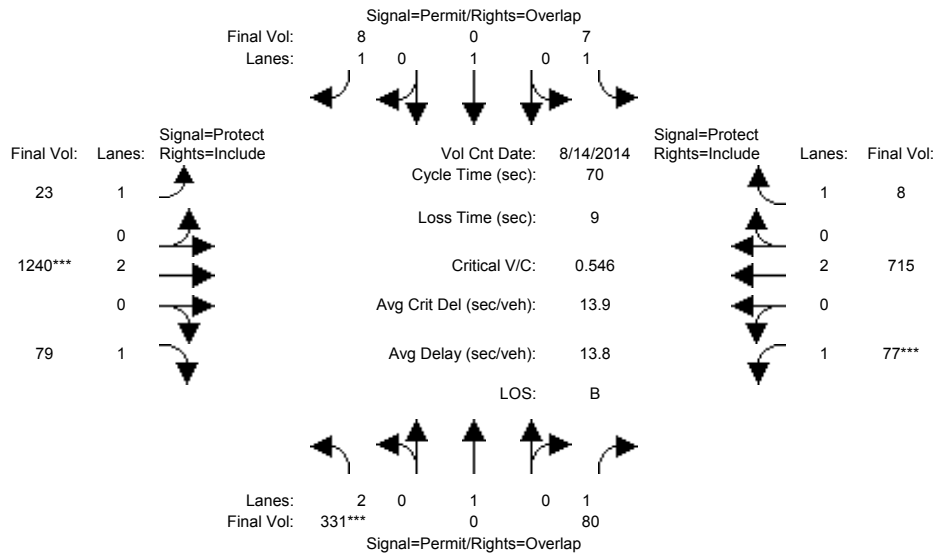 Signal=Permit/Rights=Overlap
Final Vol: 8 0 7
Lanes: 1 0 1 0 1
Signal=Protect
Final Vol: Lanes: Rights=Include
Vol Cnt Date: 8/14/2014
Signal=Protect
Rights=Include Lanes: Final Vol:
Cycle Time (sec): 70
23 1
1 8
Loss Time (sec): 9
0
0
1240*** 2
Critical V/C: 0.546
2 715
0
Avg Crit Del (sec/veh): 13.9
0
79 1
Avg Delay (sec/veh): 13.8
1 77***
LOS: B
Lanes: 2 0 1 0 1
Final Vol: 331*** 0 80
Signal=Permit/Rights=Overlap